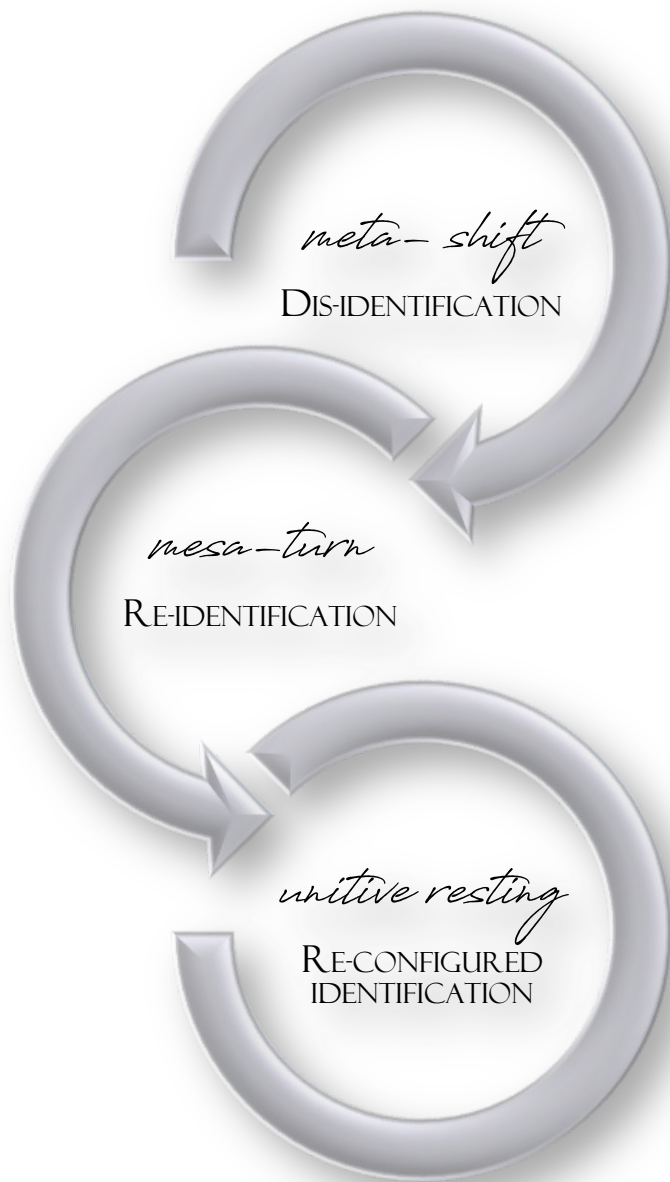 meta- shift
DIS-IDENTIFICATION
mesa-turn
RE-IDENTIFICATION
unitive resting
RE-CONFIGURED
IDENTIFICATION